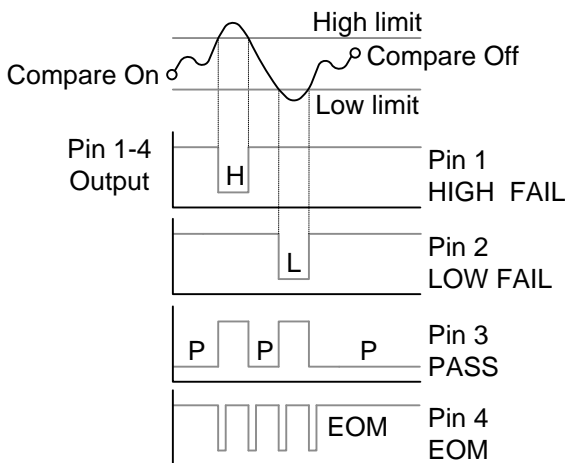 High limit
Compare On
Compare Off
Low limit
Pin 1-4
Output
H
Pin 1
HIGH FAIL
L
Pin 2
LOW FAIL
P P P
Pin 3
PASS
EOM
Pin 4
EOM